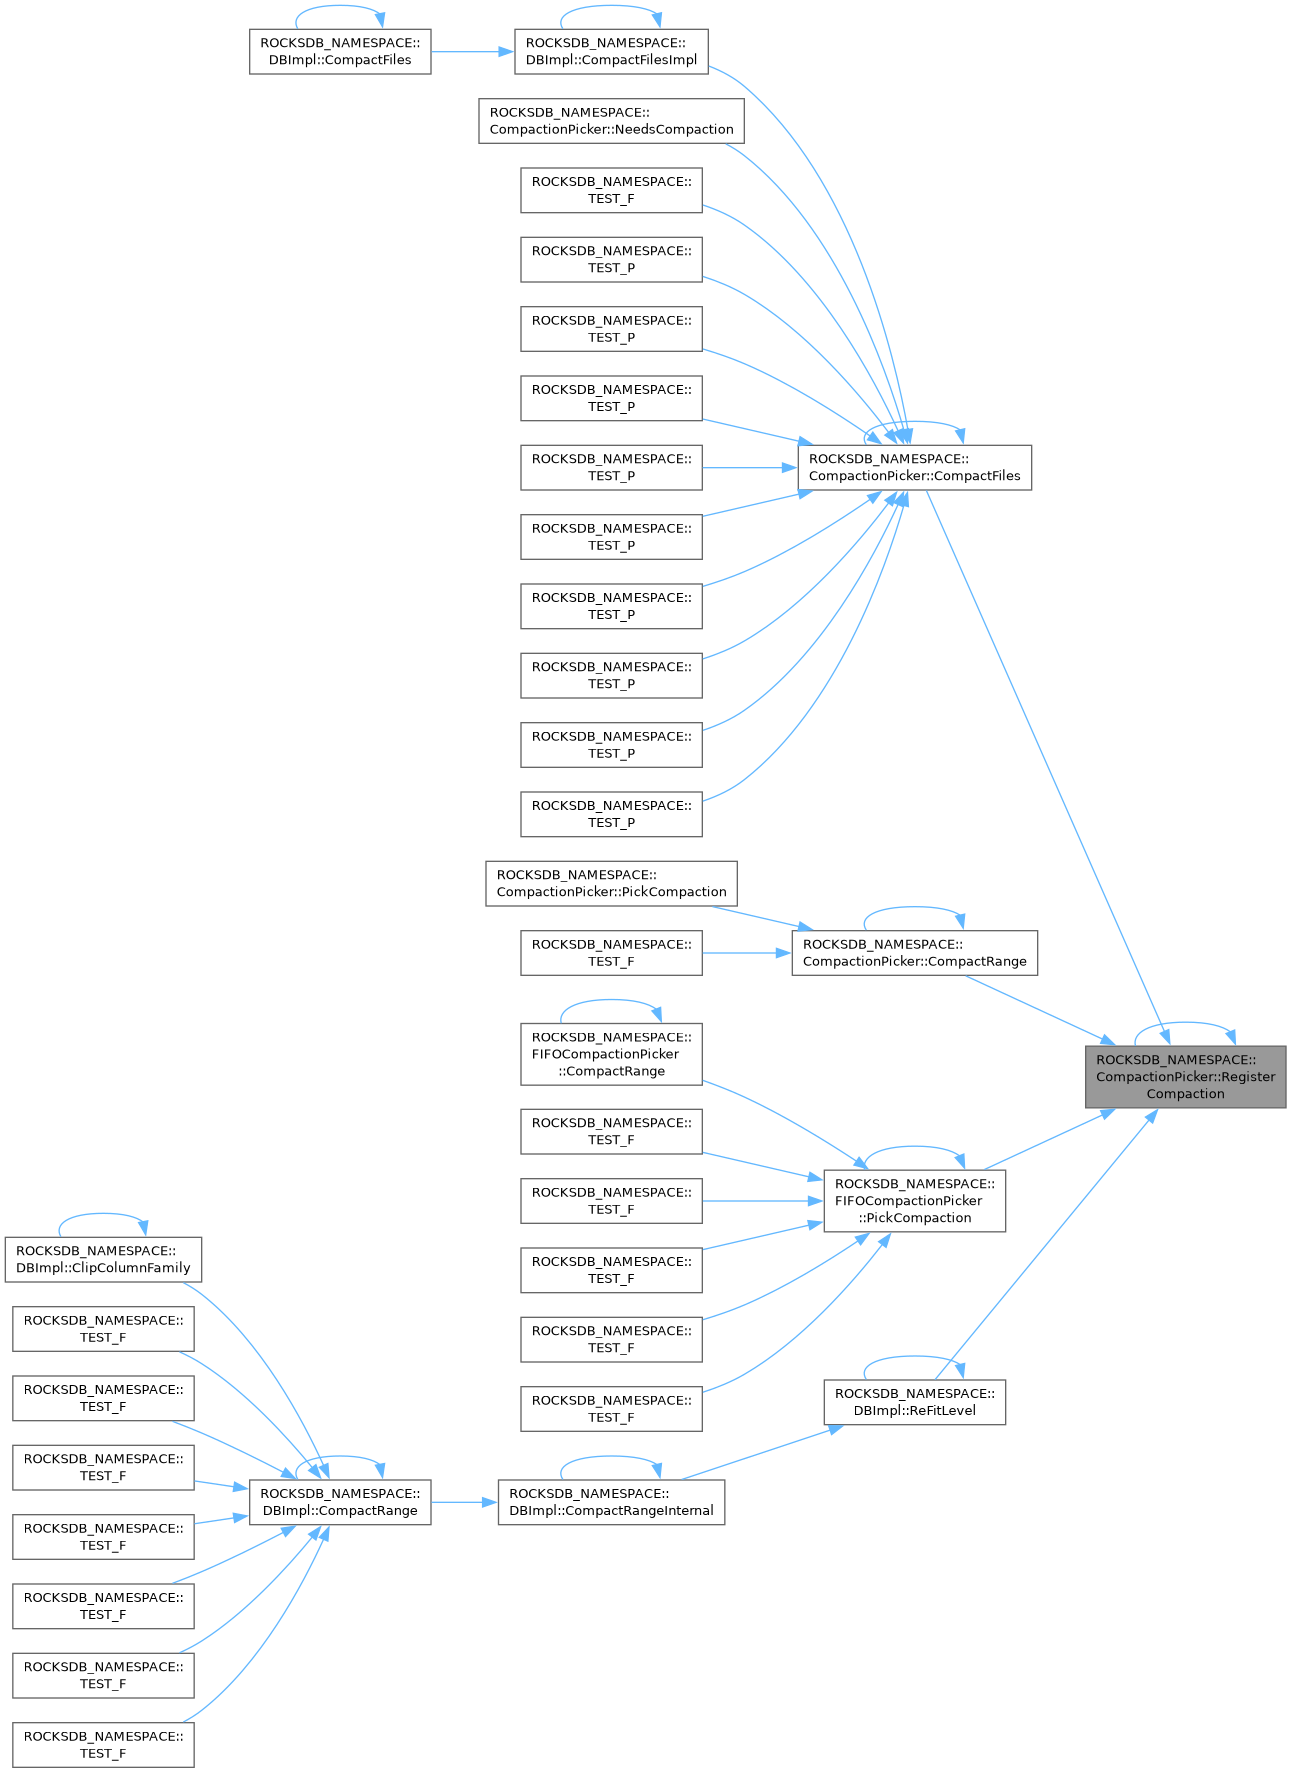 ROCKSDB_NAMESPACE::
DBImpl::CompactFiles
ROCKSDB_NAMESPACE::
DBImpl::CompactFilesImpl
ROCKSDB_NAMESPACE::
CompactionPicker::NeedsCompaction
ROCKSDB_NAMESPACE::
TEST_F
ROCKSDB_NAMESPACE::
TEST_P
ROCKSDB_NAMESPACE::
TEST_P
ROCKSDB_NAMESPACE::
TEST_P
ROCKSDB_NAMESPACE::
TEST_P
ROCKSDB_NAMESPACE::
TEST_P
ROCKSDB_NAMESPACE::
TEST_P
ROCKSDB_NAMESPACE::
TEST_P
ROCKSDB_NAMESPACE::
TEST_P
ROCKSDB_NAMESPACE::
TEST_P
ROCKSDB_NAMESPACE::
CompactionPicker::CompactFiles
ROCKSDB_NAMESPACE::
CompactionPicker::PickCompaction
ROCKSDB_NAMESPACE::
TEST_F
ROCKSDB_NAMESPACE::
CompactionPicker::CompactRange
ROCKSDB_NAMESPACE::
FIFOCompactionPicker
::CompactRange
ROCKSDB_NAMESPACE::
CompactionPicker::Register
Compaction
ROCKSDB_NAMESPACE::
TEST_F
ROCKSDB_NAMESPACE::
TEST_F
ROCKSDB_NAMESPACE::
TEST_F
ROCKSDB_NAMESPACE::
TEST_F
ROCKSDB_NAMESPACE::
TEST_F
ROCKSDB_NAMESPACE::
FIFOCompactionPicker
::PickCompaction
ROCKSDB_NAMESPACE::
DBImpl::ReFitLevel
ROCKSDB_NAMESPACE::
DBImpl::CompactRangeInternal
ROCKSDB_NAMESPACE::
DBImpl::CompactRange
ROCKSDB_NAMESPACE::
DBImpl::ClipColumnFamily
ROCKSDB_NAMESPACE::
TEST_F
ROCKSDB_NAMESPACE::
TEST_F
ROCKSDB_NAMESPACE::
TEST_F
ROCKSDB_NAMESPACE::
TEST_F
ROCKSDB_NAMESPACE::
TEST_F
ROCKSDB_NAMESPACE::
TEST_F
ROCKSDB_NAMESPACE::
TEST_F